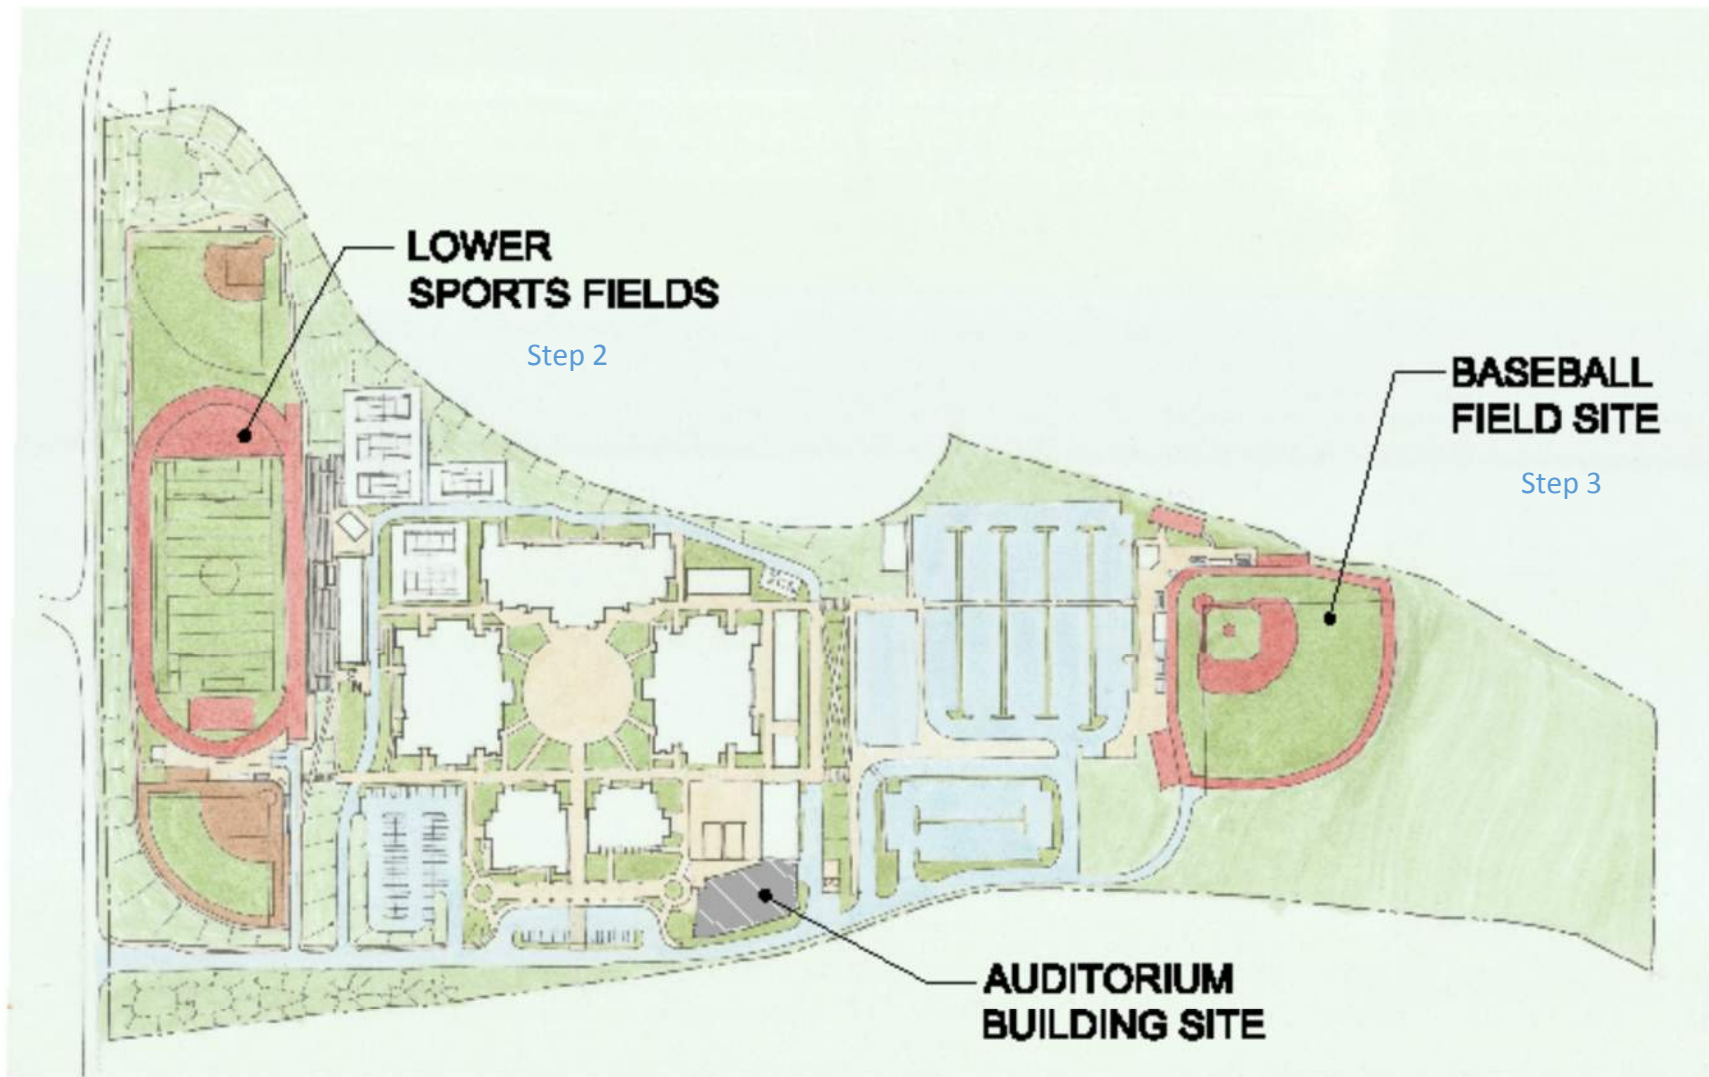 LOWER
SPORTS FIELDS
Step 2
BASEBALL
FIELD SITE
Step 3
AUDITORIUM
BUILDING SITE